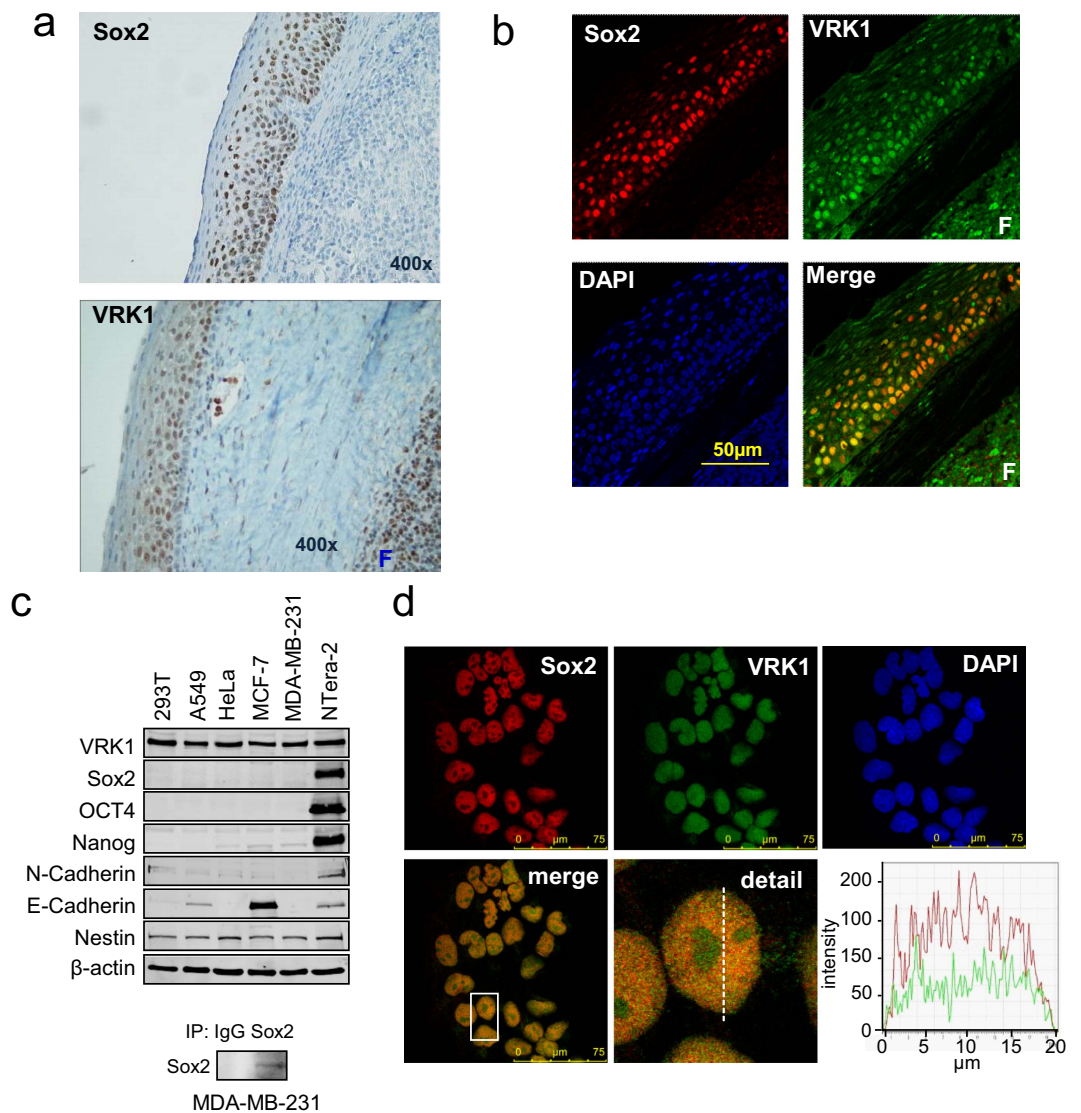 a
Sox2
400x
VRK1
400x
F
b
Sox2
VRK1
F
DAPI
Merge
50µm
F
c
293T
A549
HeLa
MCF-7
MDA-MB-231
NTera-2
VRK1
Sox2
OCT4
Nanog
N-Cadherin
E-Cadherin
Nestin
β-actin
IP: IgG Sox2
Sox2
MDA-MB-231
d
Sox2
VRK1
DAPI
0 µm 75
0 µm 75
0 µm 75
merge
detail
0 µm 75
200
100
150
50
0
intensity
0 5 10 15 20
µm